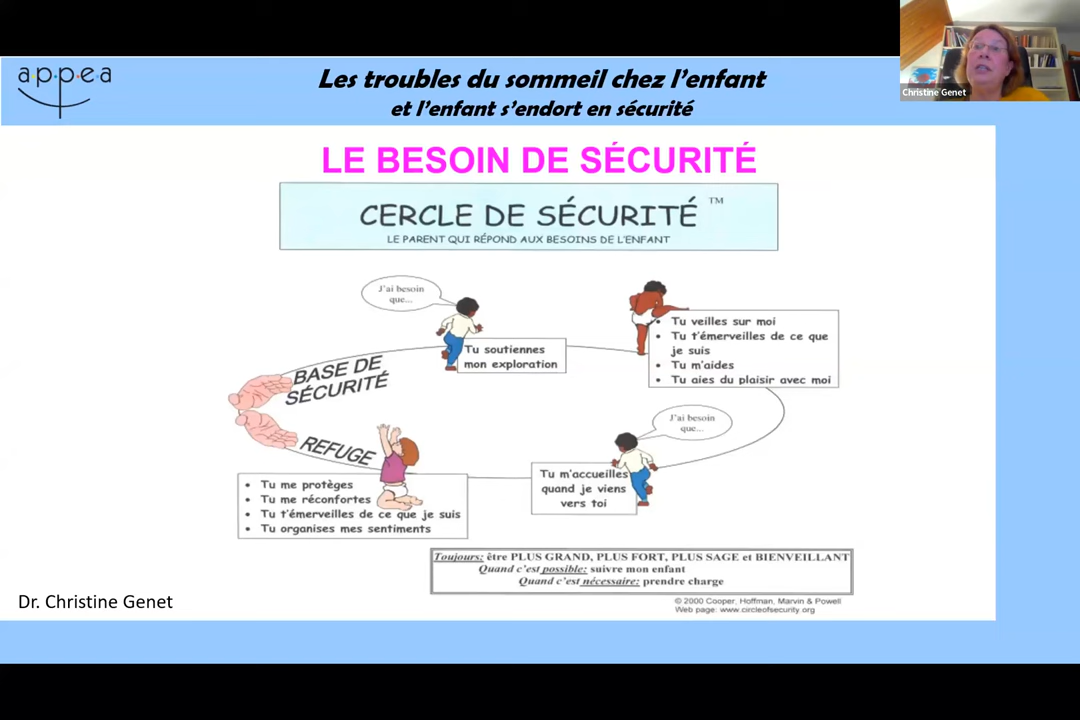 appea
Les troubles du sommeil chez l'enfant
et l'enfant s'endort en sécurité
Christine Genet
LE BESOIN DE SÉCURITÉ
CERCLE DE SÉCURITÉ ™
LE PARENT QUI RÉPOND AUX BESOINS DE L'ENFANT
J'ai besoin
que...
Tu soutiennes
mon exploration
• Tu veilles sur moi
• Tu t'émerveilles de ce que
je suis
• Tu m'aides
• Tu aies du plaisir avec moi
BASE DE
SÉCURITÉ
REFUGE
J'ai besoin
que...
Tu m'accueilles
quand je viens
vers toi
• Tu me protèges
• Tu me réconfortes
• Tu t'émerveilles de ce que je suis
• Tu organises mes sentiments
Toujours: être PLUS GRAND, PLUS FORT, PLUS SAGE et BIENVEILLANT
Quand c'est possible: suivre mon enfant
Quand c'est nécessaire: prendre charge
© 2000 Cooper, Hoffman, Marvin & Powell
Web page: www.circleofsecurity.org
Dr. Christine Genet